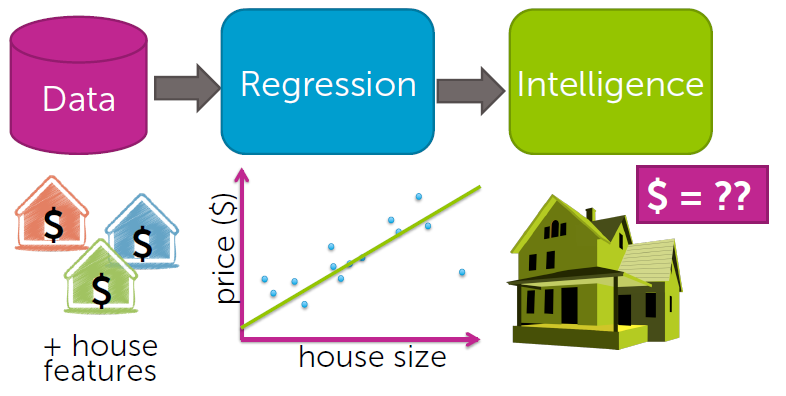 Data
Regression
Intelligence
$
$
$
+ house
features
price ($)
house size
$ = ??